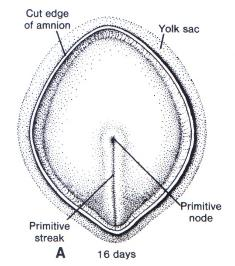 Cut edge
of amnion
Yolk sac
Primitive
node
Primitive
streak
A
16 days